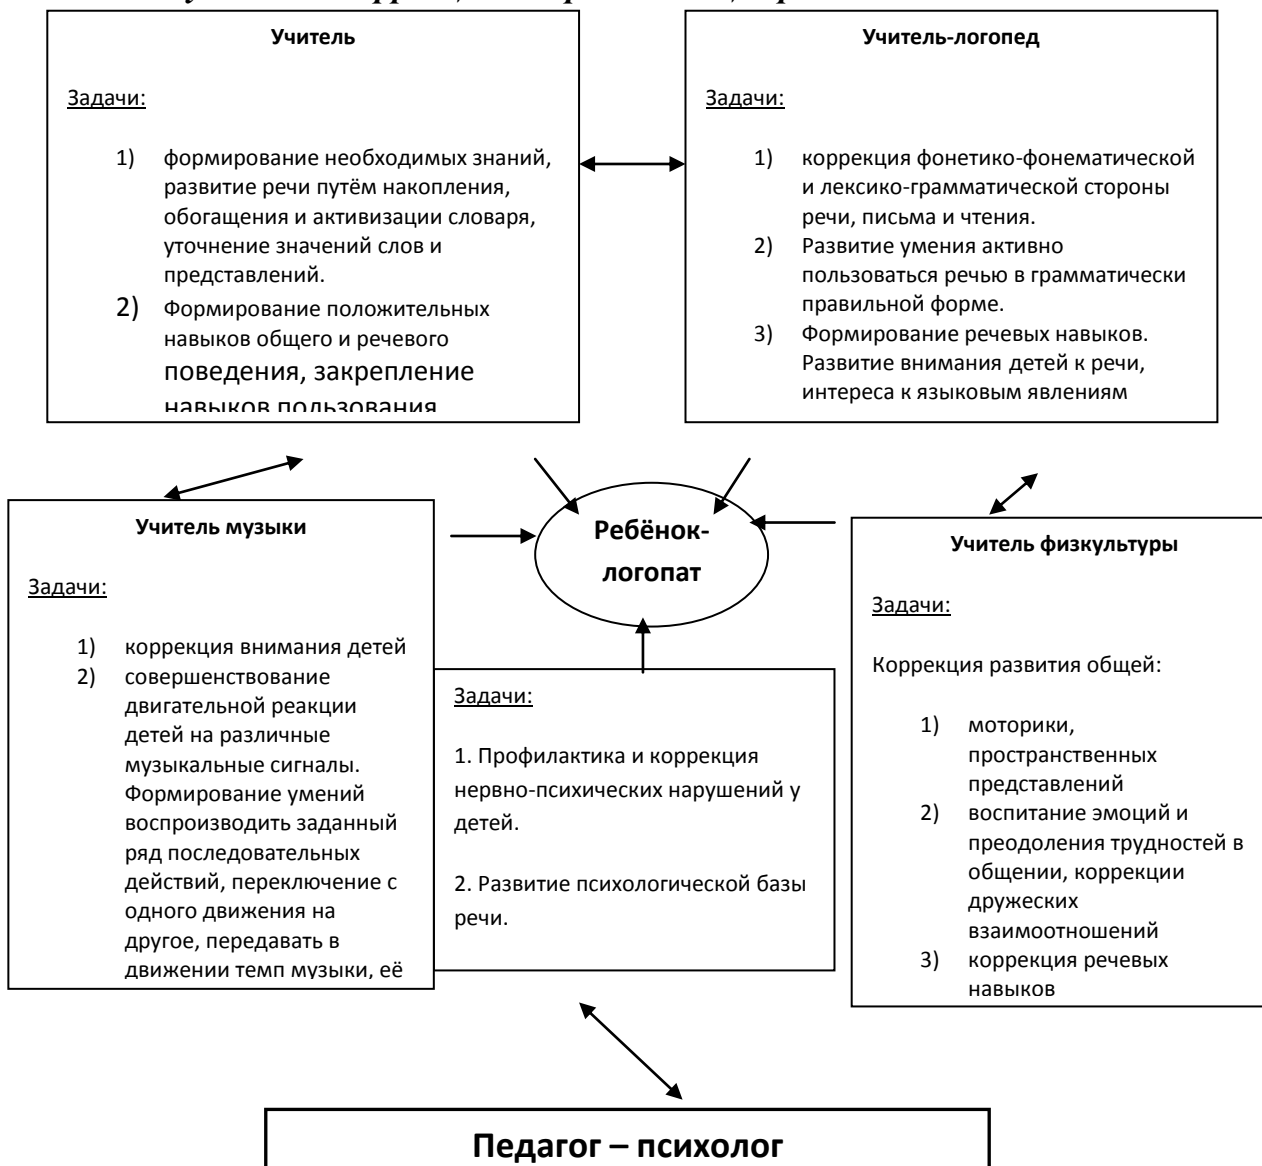 Учитель
Задачи:
1) формирование необходимых знаний,
развитие речи путём накопления,
обогащения и активизации словаря,
уточнение значений слов и
представлений.
2) Формирование положительных
навыков общего и речевого
поведения, закрепление
навыков пользования
Учитель-логопед
Задачи:
1) коррекция фонетико-фонематической
и лексико-грамматической стороны
речи, письма и чтения.
2) Развитие умения активно
пользоваться речью в грамматически
правильной форме.
3) Формирование речевых навыков.
Развитие внимания детей к речи,
интереса к языковым явлениям
Ребёнок-
логопат
Учитель музыки
Задачи:
1) коррекция внимания детей
2) совершенствование
двигательной реакции
детей на различные
музыкальные сигналы.
Формирование умений
воспроизводить заданный
ряд последовательных
действий, переключение с
одного движения на
другое, передавать в
движении темп музыки, её
Задачи:
1. Профилактика и коррекция
нервно-психических нарушений у
детей.
2. Развитие психологической базы
речи.
Учитель физкультуры
Задачи:
Коррекция развития общей:
1) моторики,
пространственных
представлений
2) воспитание эмоций и
преодоления трудностей в
общении, коррекции
дружеских
взаимоотношений
3) коррекция речевых
навыков
Педагог – психолог